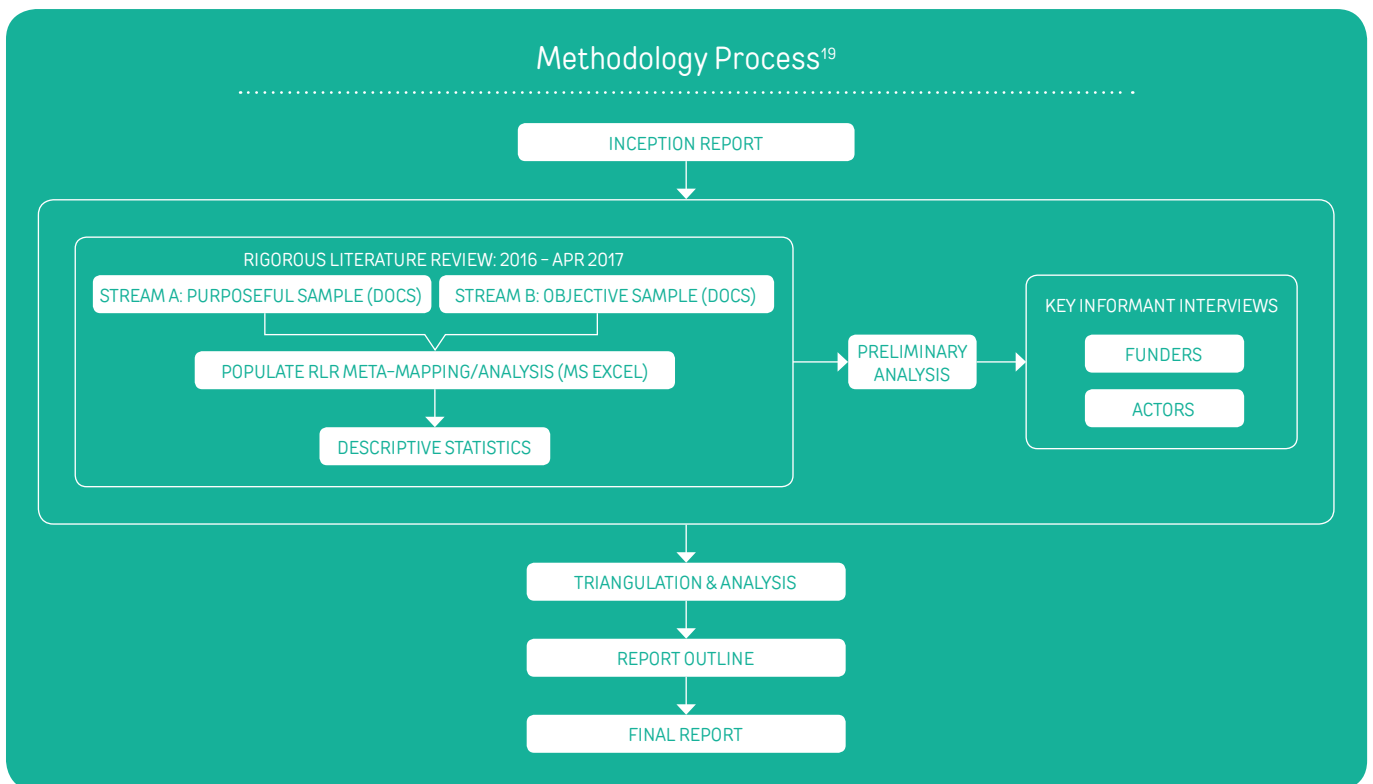 Methodology Process19
INCEPTION REPORT
RIGOROUS LITERATURE REVIEW: 2016 – APR 2017
STREAM A: PURPOSEFUL SAMPLE (DOCS)
STREAM B: OBJECTIVE SAMPLE (DOCS)
POPULATE RLR META-MAPPING/ANALYSIS (MS EXCEL)
DESCRIPTIVE STATISTICS
PRELIMINARY
ANALYSIS
KEY INFORMANT INTERVIEWS
FUNDERS
ACTORS
TRIANGULATION & ANALYSIS
REPORT OUTLINE
FINAL REPORT